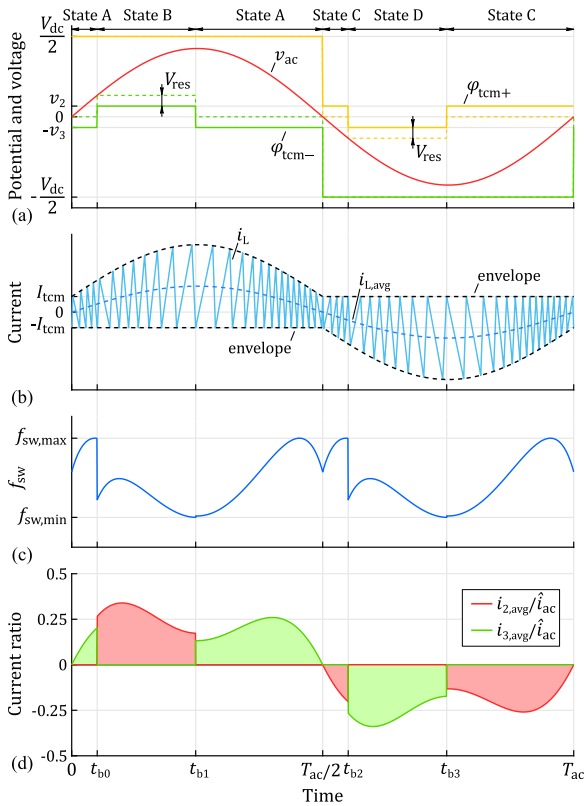 State A State B State A State C State D State C
V_dc/2
v_2
0
-v_3
-V_dc/2
Potential and voltage
V_res
v_ac
φ_tcm+
φ_tcm−
V_res
(a)
I_tcm
0
-I_tcm
Current
i_L
i_L,avg
envelope
envelope
(b)
f_sw,max
f_sw
f_sw,min
(c)
0.5
0.25
0
-0.25
-0.5
Current ratio
i_2,avg/î_ac
i_3,avg/î_ac
(d)
0 t_b0 t_b1 T_ac/2 t_b2 t_b3 T_ac
Time